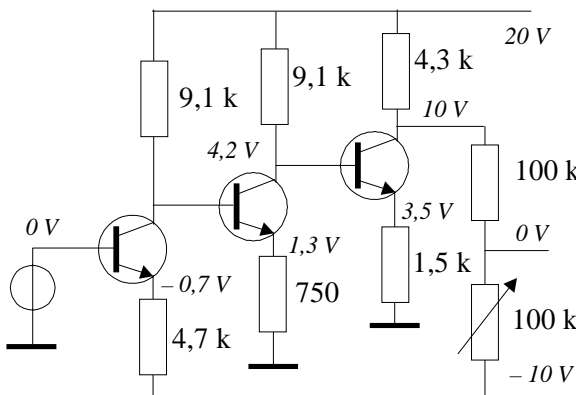 20 V
4,3 k
9,1 k
9,1 k
10 V
4,2 V
100 k
0 V
3,5 V
0 V
1,3 V
1,5 k
– 0,7 V
750
100 k
4,7 k
– 10 V